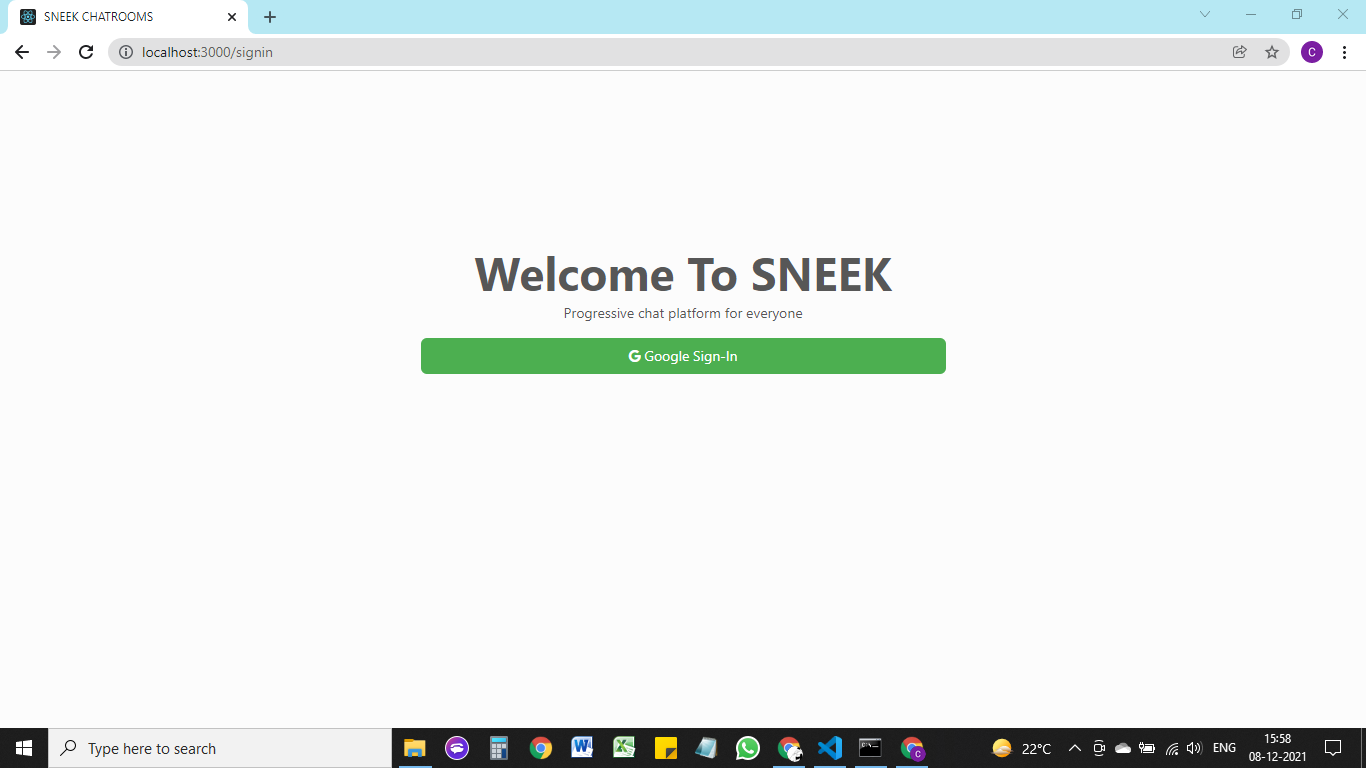 SNEEK CHATROOMS
localhost:3000/signin
C
Welcome To SNEEK
Progressive chat platform for everyone
G Google Sign-In
Type here to search
22°C
ENG
15:58
08-12-2021